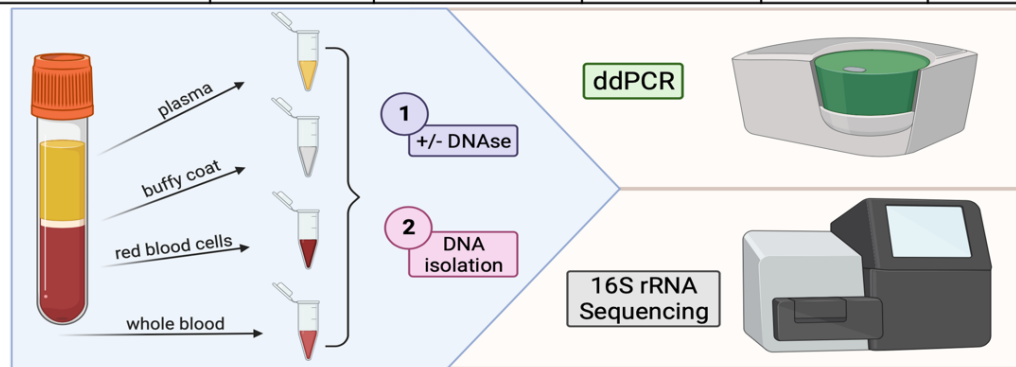 plasma
buffy coat
red blood cells
whole blood
1
+/- DNAse
2
DNA
isolation
ddPCR
16S rRNA
Sequencing